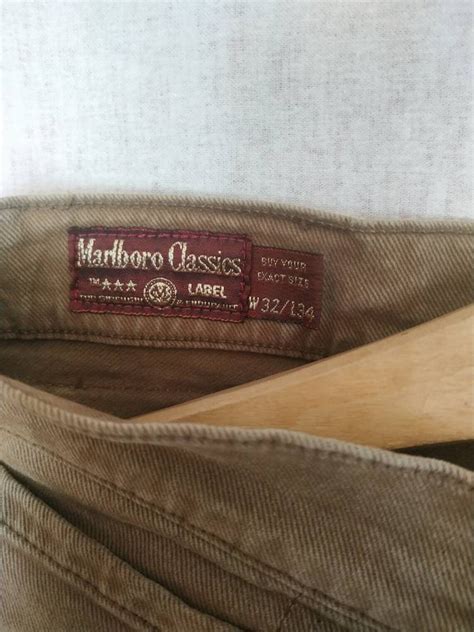 Marlboro Classics
™ ★★★ LABEL
BUY YOUR
EXACT SIZE
W 32/L34